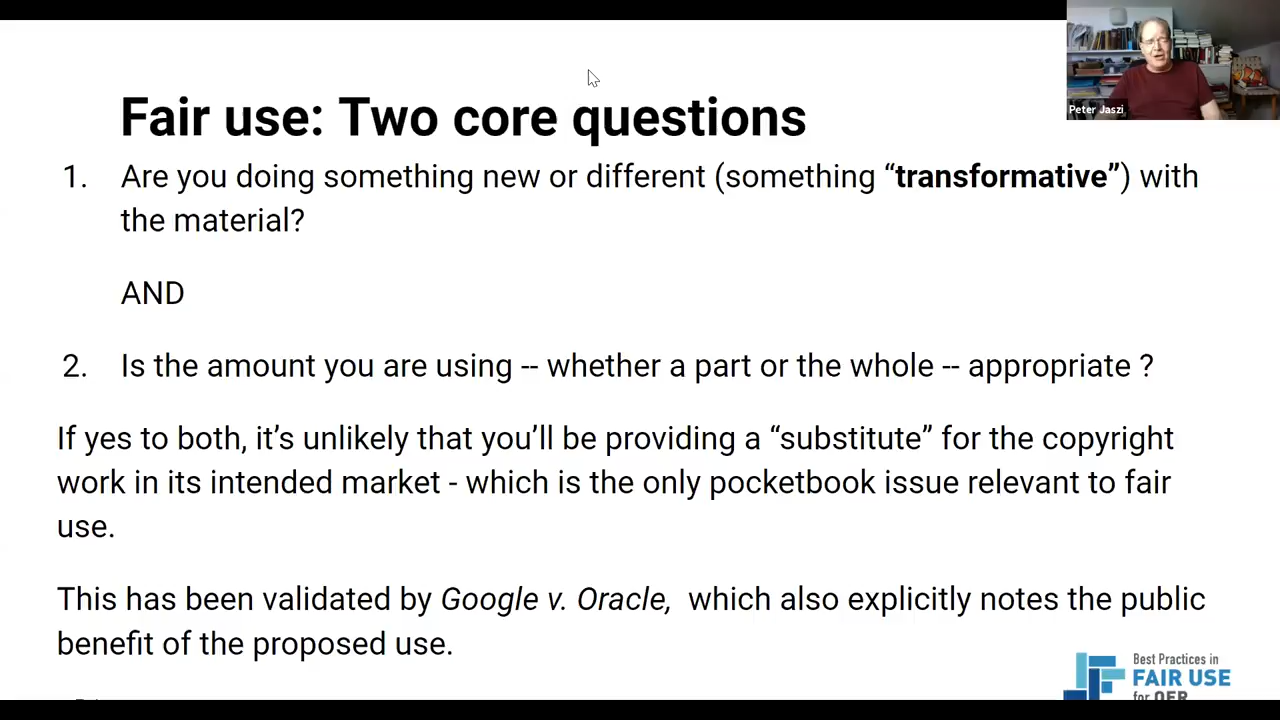 Peter Jaszi
Fair use: Two core questions
1. Are you doing something new or different (something “transformative”) with
the material?
AND
2. Is the amount you are using -- whether a part or the whole -- appropriate ?
If yes to both, it’s unlikely that you’ll be providing a “substitute” for the copyright
work in its intended market - which is the only pocketbook issue relevant to fair
use.
This has been validated by Google v. Oracle, which also explicitly notes the public
benefit of the proposed use.
Best Practices in
FAIR USE
for OER